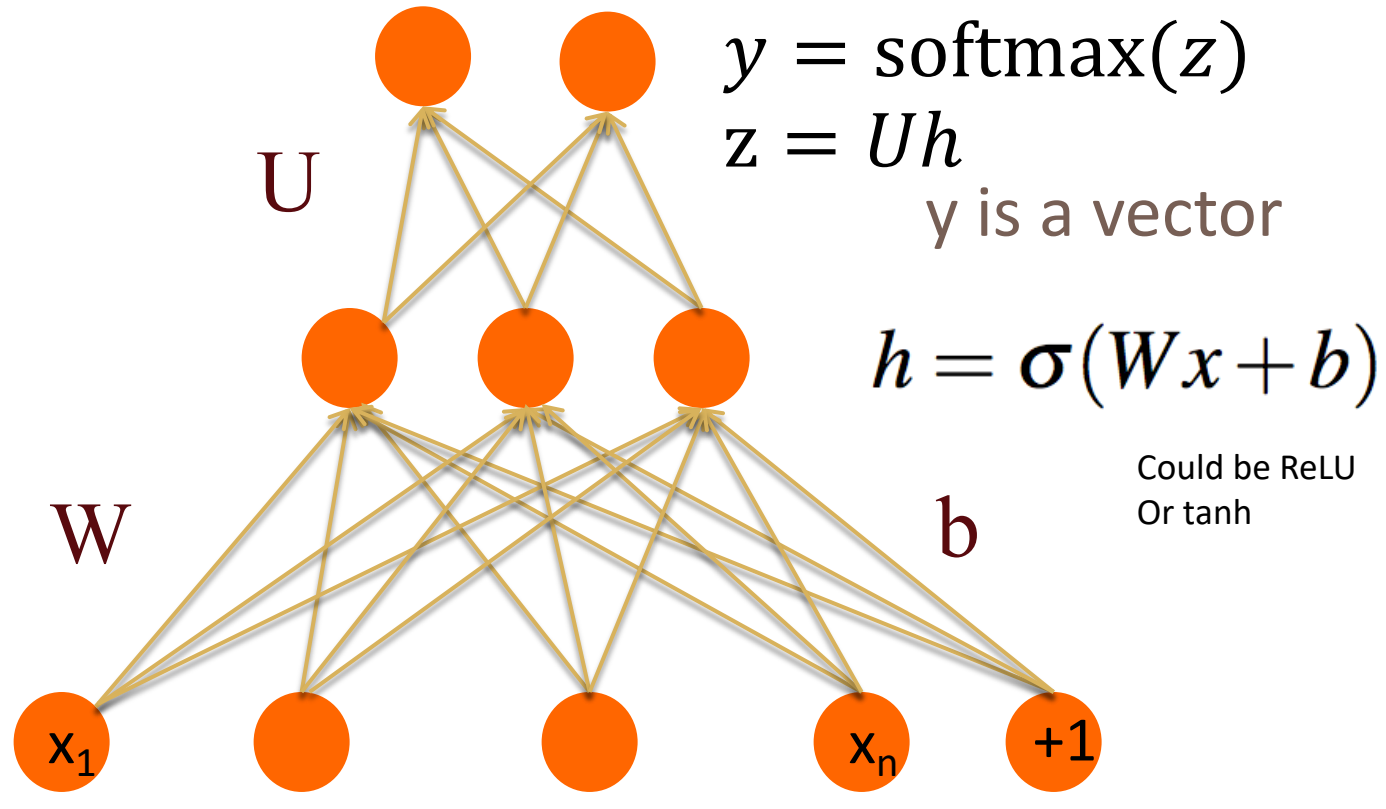 y = softmax(z)
z = Uh
U
y is a vector
h = σ(Wx+b)
Could be ReLU
Or tanh
W
b
x₁
xₙ
+1